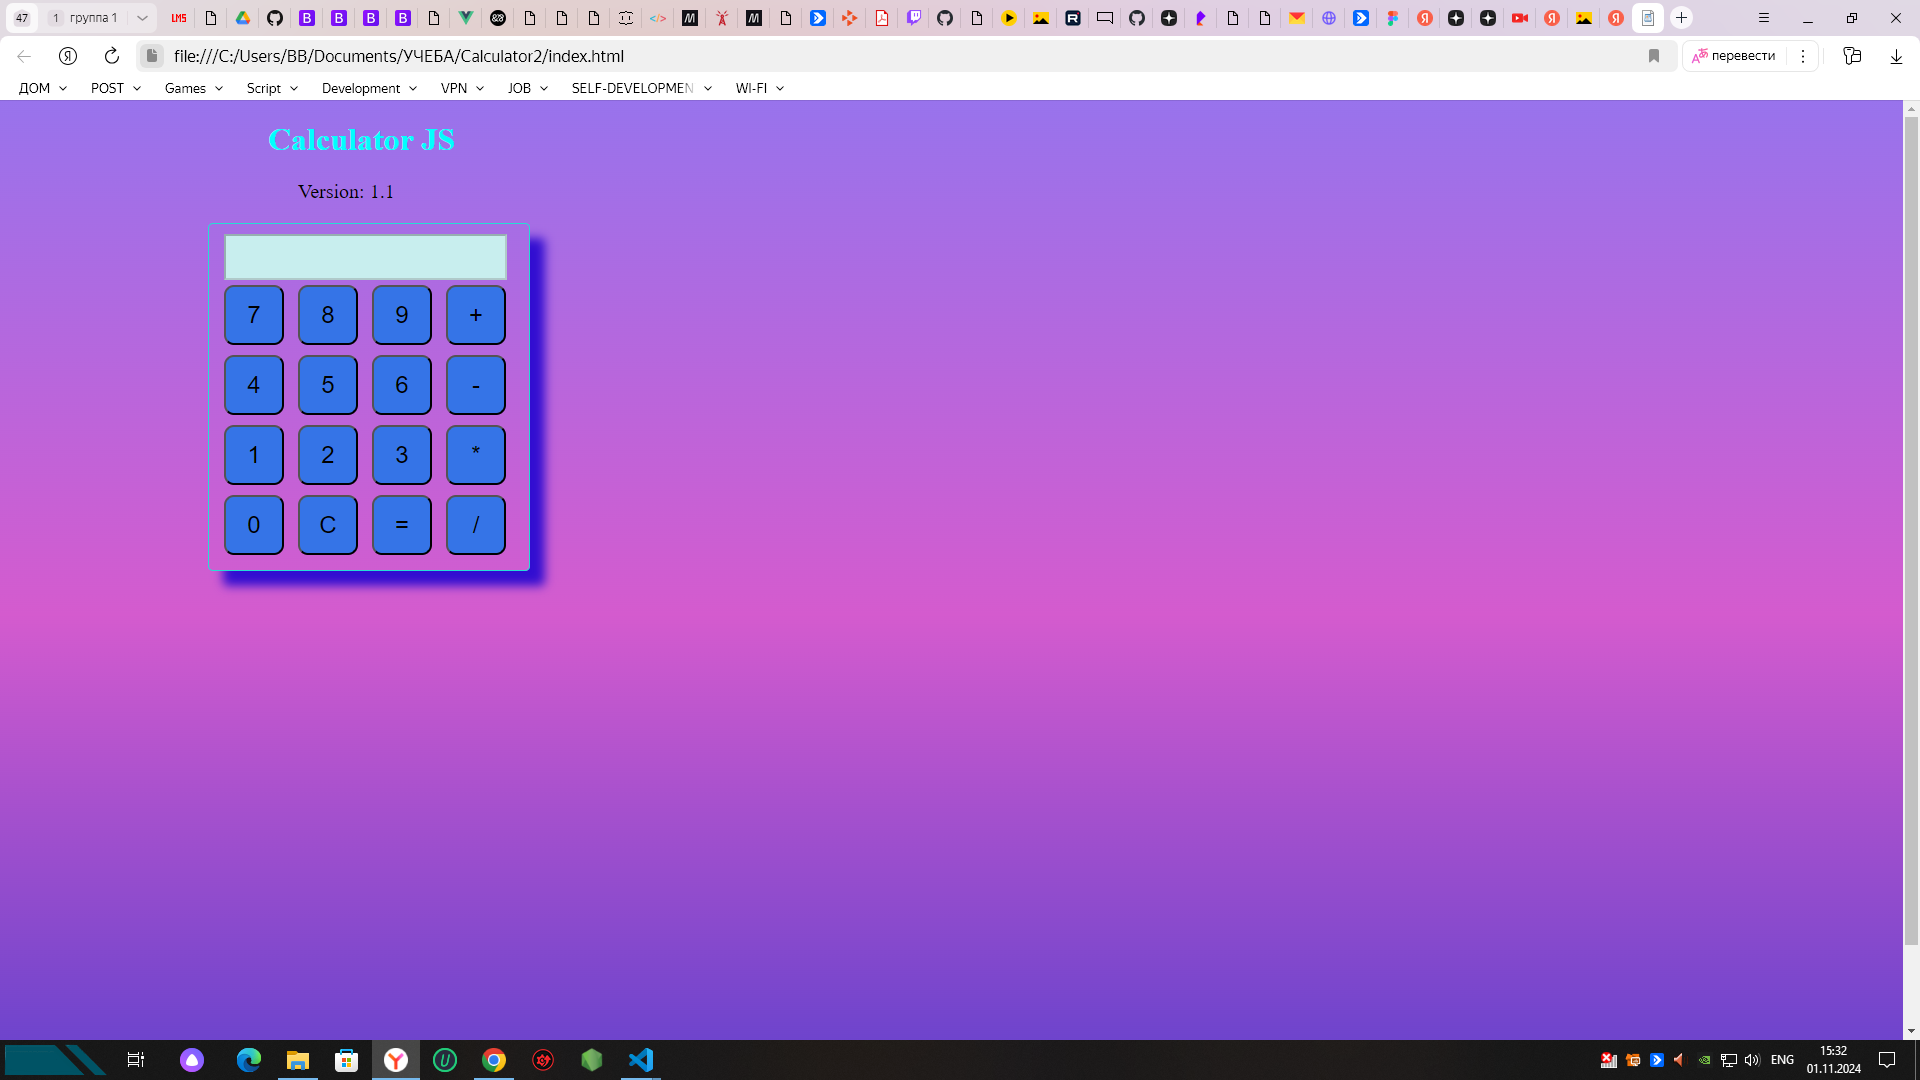 47 1 группа 1 LMS
file:///C:/Users/BB/Documents/УЧЕБА/Calculator2/index.html перевести
ДОМ POST Games Script Development VPN JOB SELF-DEVELOPMEN WI-FI
Calculator JS
Version: 1.1
7 8 9 +
4 5 6 -
1 2 3 *
0 C = /
ENG 15:32
01.11.2024